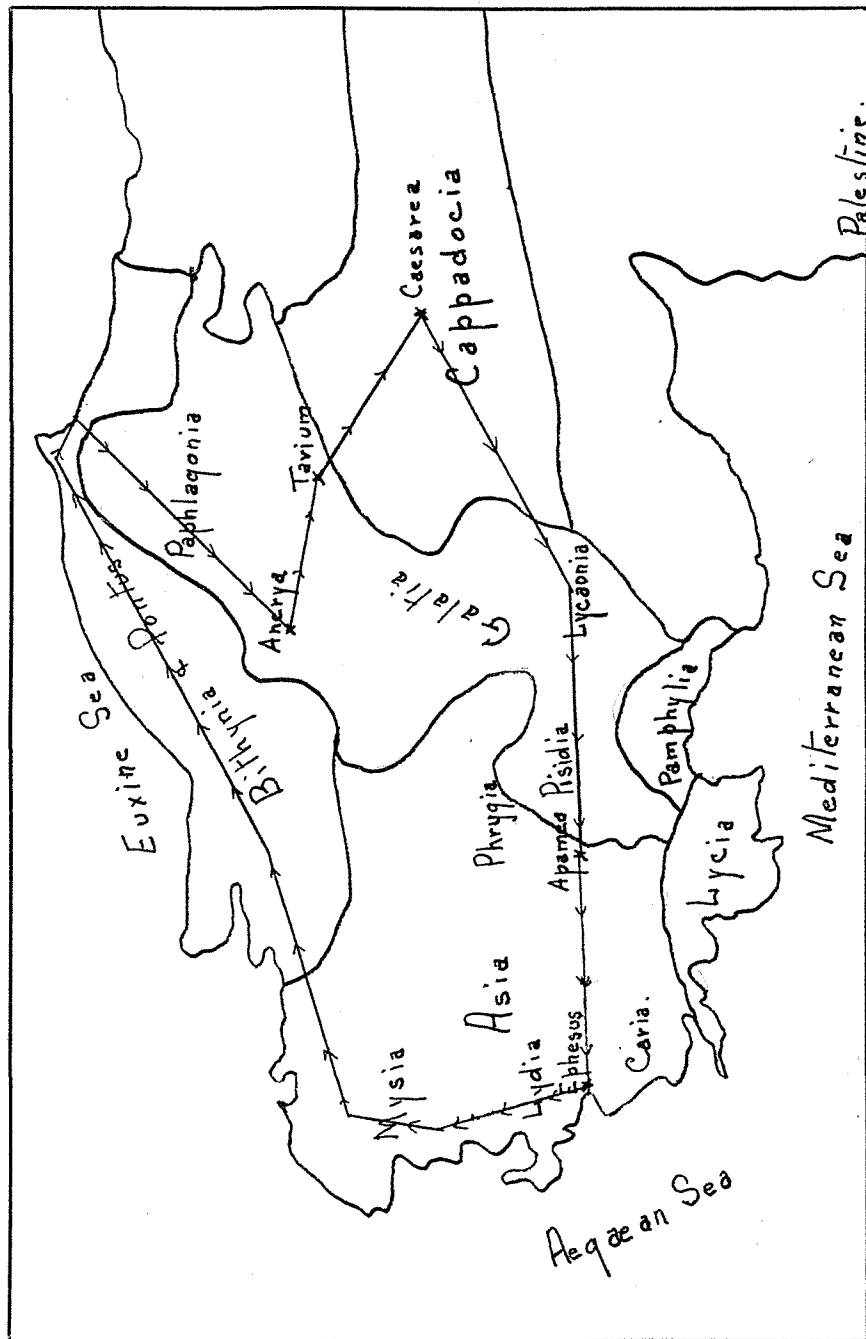 Euxine Sea
Bithynia & Pontus
Paphlagonia
Ancrya
Tavium
Caesarea
Cappadocia
Galatia
Mysia
Asia
Phrygia
Lydia
Ephesus
Apamea
Pisidia
Lycaonia
Caria.
Lycia
Pamphylia
Aegaean Sea
Mediterranean Sea
Palestine.